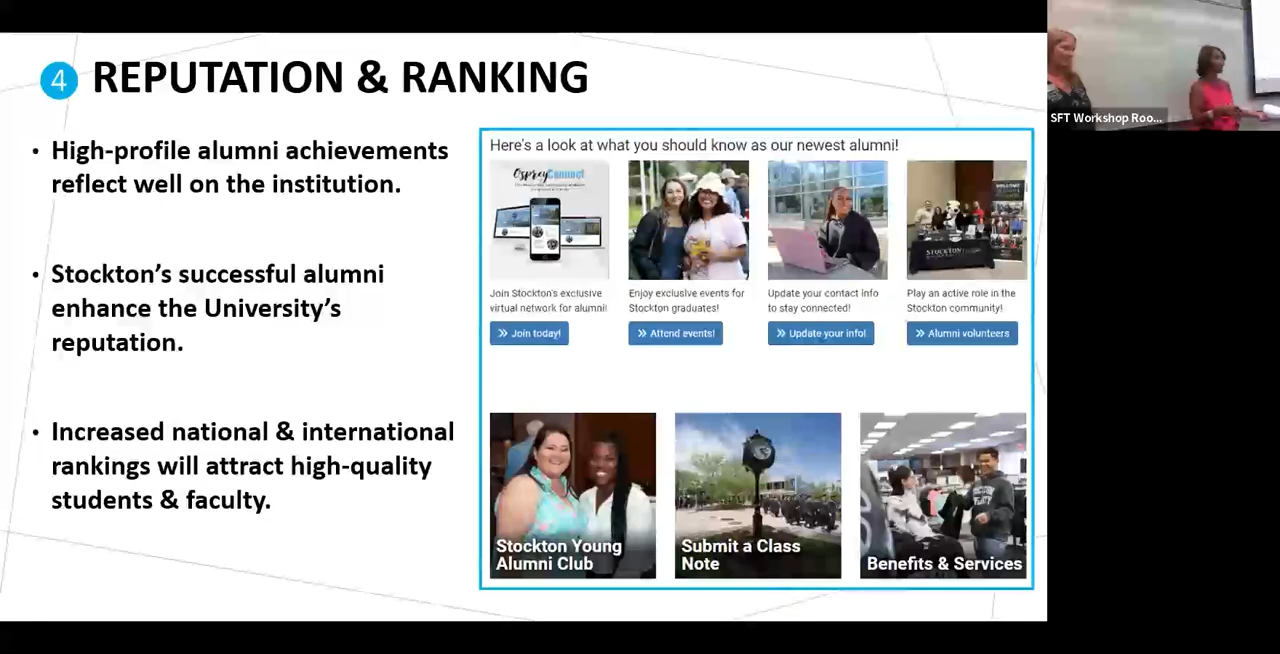 4 REPUTATION & RANKING
• High-profile alumni achievements
reflect well on the institution.
• Stockton's successful alumni
enhance the University's
reputation.
• Increased national & international
rankings will attract high-quality
students & faculty.
Here's a look at what you should know as our newest alumni!
OspreyConnect
WELCOME
STOCKTON
Join Stockton's exclusive
virtual network for alumni!
Enjoy exclusive events for
Stockton graduates!
Update your contact info
to stay connected!
Play an active role in the
Stockton community!
Join today!
Attend events!
Update your info!
Alumni volunteers
Stockton Young
Alumni Club
Submit a Class
Note
Benefits & Services
SFT Workshop Roo...